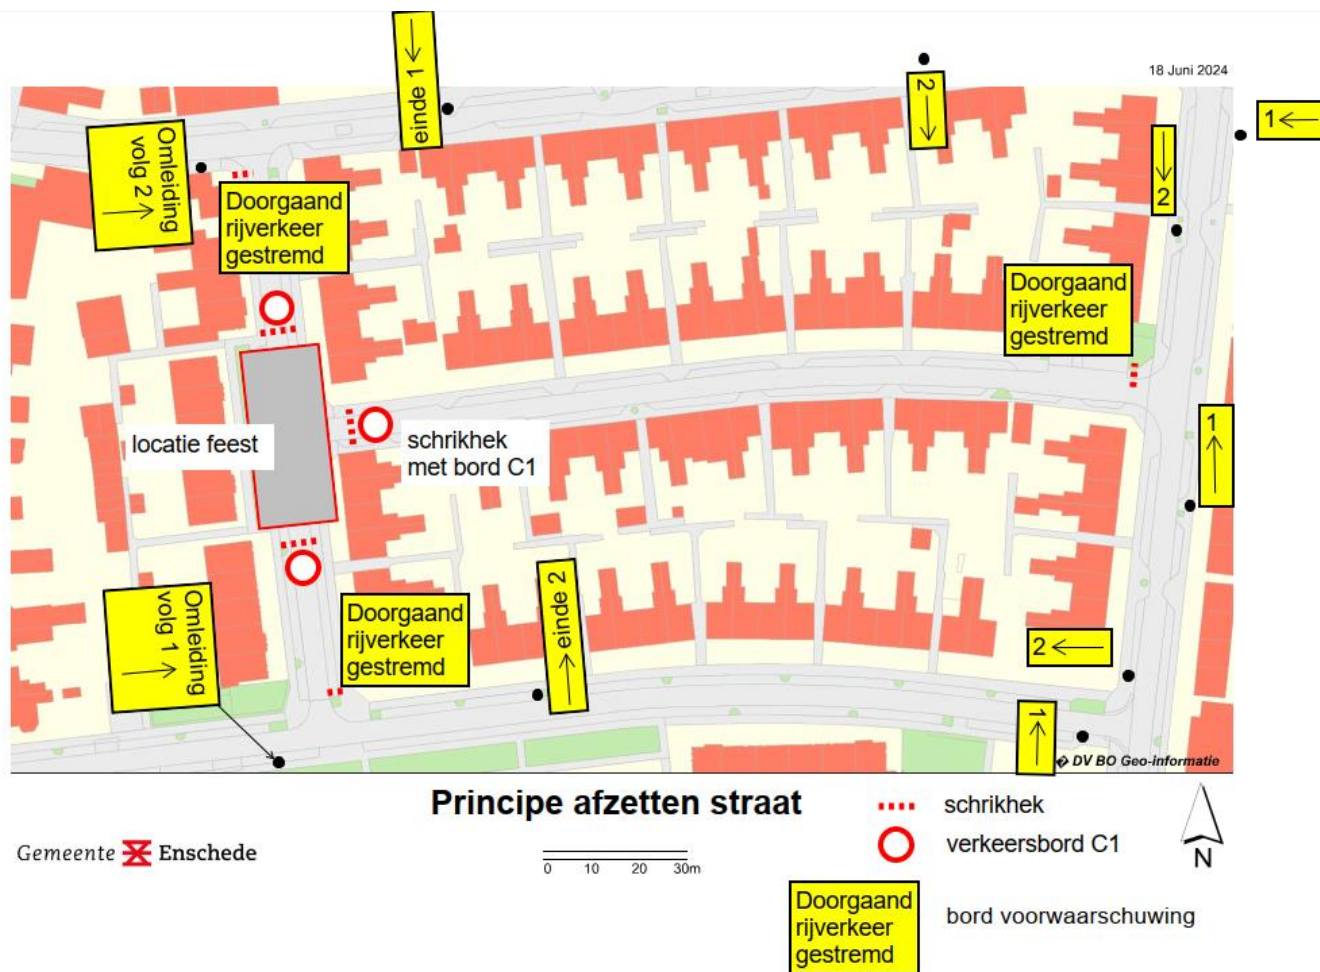 18 Juni 2024
einde 1
2
1
2
Omleiding
volg 2
Doorgaand
rijverkeer
gestremd
Doorgaand
rijverkeer
gestremd
locatie feest
schrikhek
met bord C1
1
Omleiding
volg 1
Doorgaand
rijverkeer
gestremd
einde 2
2
1
� DV BO Geo-informatie
Principe afzetten straat
schrikhek
verkeersbord C1
Gemeente Enschede
0 10 20 30m
N
Doorgaand
rijverkeer
gestremd
bord voorwaarschuwing